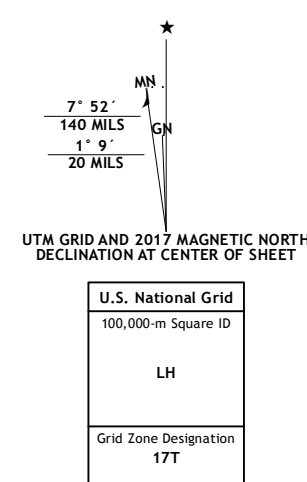 ★
MN
7° 52´
140 MILS
GN
1° 9´
20 MILS
UTM GRID AND 2017 MAGNETIC NORTH
DECLINATION AT CENTER OF SHEET
U.S. National Grid
100,000-m Square ID
LH
Grid Zone Designation
17T